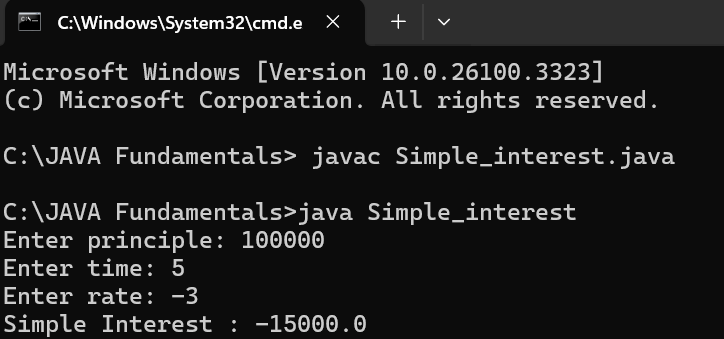 C:\Windows\System32\cmd.e
Microsoft Windows [Version 10.0.26100.3323]
(c) Microsoft Corporation. All rights reserved.
C:\JAVA Fundamentals> javac Simple_interest.java
C:\JAVA Fundamentals>java Simple_interest
Enter principle: 100000
Enter time: 5
Enter rate: -3
Simple Interest : -15000.0